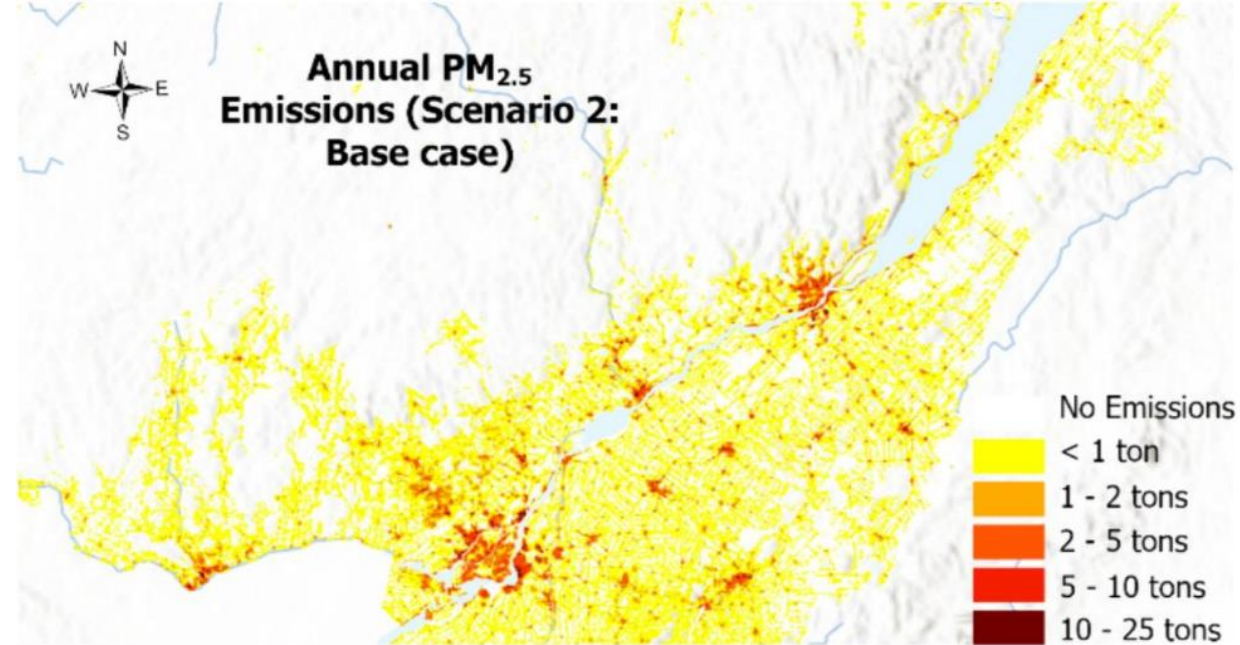 N
W E
S
Annual PM2.5
Emissions (Scenario 2:
Base case)
No Emissions
< 1 ton
1 - 2 tons
2 - 5 tons
5 - 10 tons
10 - 25 tons